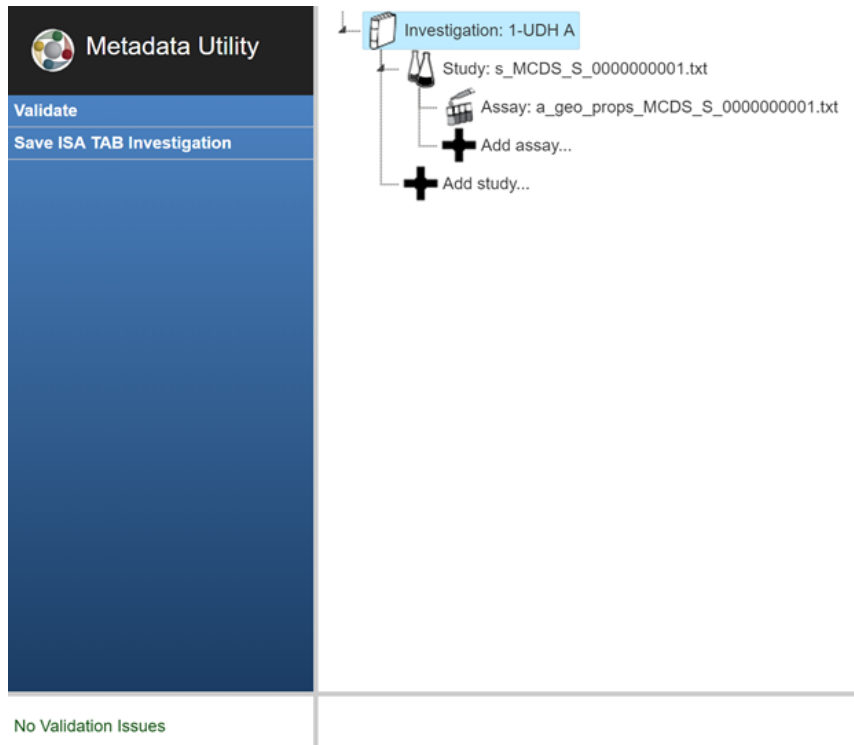 Metadata Utility
Validate
Save ISA TAB Investigation
Investigation: 1-UDH A
Study: s_MCDS_S_0000000001.txt
Assay: a_geo_props_MCDS_S_0000000001.txt
Add assay...
Add study...
No Validation Issues